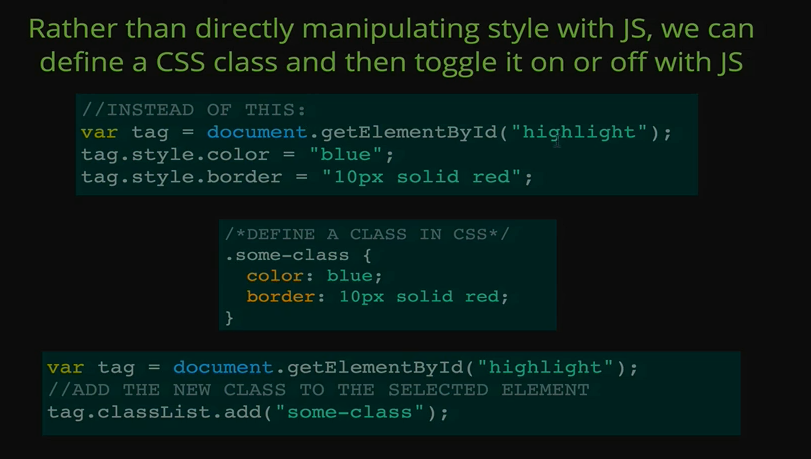 Rather than directly manipulating style with JS, we can
define a CSS class and then toggle it on or off with JS
//INSTEAD OF THIS:
var tag = document.getElementById("highlight");
tag.style.color = "blue";
tag.style.border = "10px solid red";
/*DEFINE A CLASS IN CSS*/
.some-class {
  color: blue;
  border: 10px solid red;
}
var tag = document.getElementById("highlight");
//ADD THE NEW CLASS TO THE SELECTED ELEMENT
tag.classList.add("some-class");